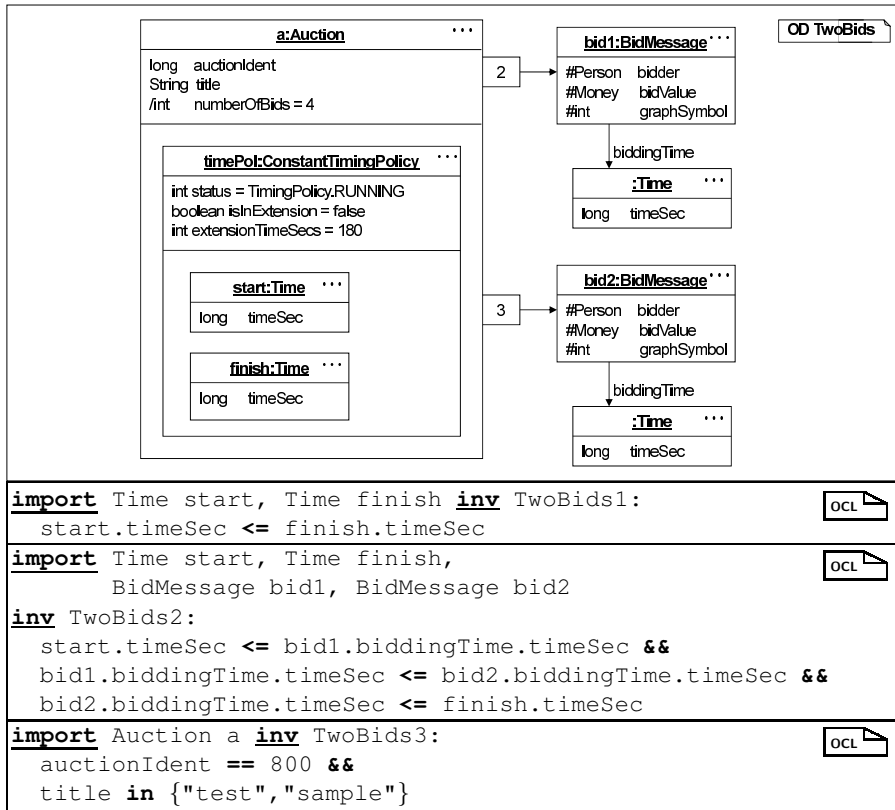 OD TwoBids
a:Auction ...
long auctionIdent
String title
/int numberOfBids = 4
timePol:ConstantTimingPolicy ...
int status = TimingPolicy.RUNNING
boolean isInExtension = false
int extensionTimeSecs = 180
start:Time ...
long timeSec
finish:Time ...
long timeSec
2
bid1:BidMessage ...
#Person bidder
#Money bidValue
#int graphSymbol
biddingTime
:Time ...
long timeSec
3
bid2:BidMessage ...
#Person bidder
#Money bidValue
#int graphSymbol
biddingTime
:Time ...
long timeSec
import Time start, Time finish inv TwoBids1:
OCL
start.timeSec <= finish.timeSec
import Time start, Time finish,
OCL
BidMessage bid1, BidMessage bid2
inv TwoBids2:
start.timeSec <= bid1.biddingTime.timeSec &&
bid1.biddingTime.timeSec <= bid2.biddingTime.timeSec &&
bid2.biddingTime.timeSec <= finish.timeSec
import Auction a inv TwoBids3:
OCL
auctionIdent == 800 &&
title in {"test","sample"}